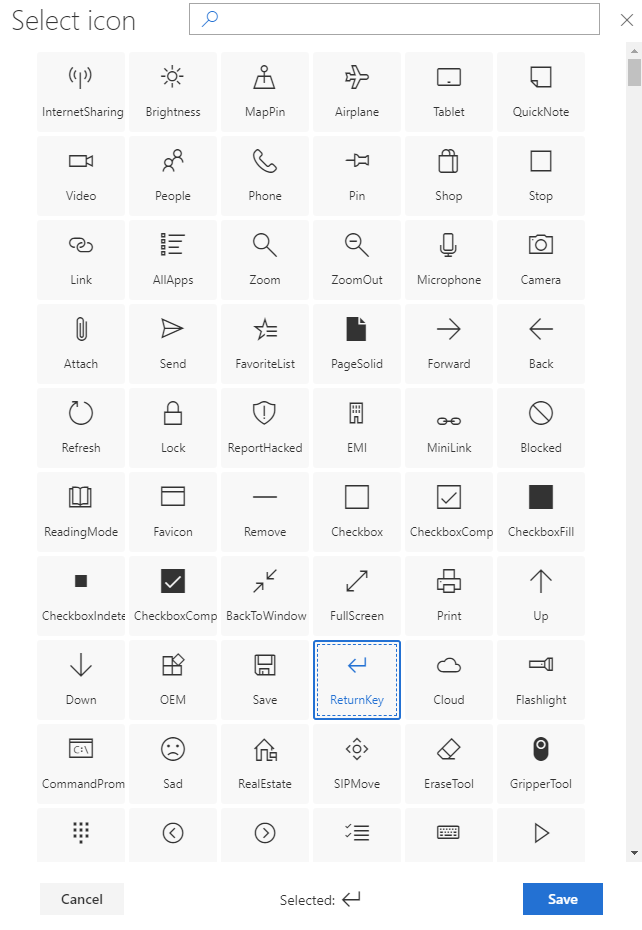 Select icon
InternetSharing
Brightness
MapPin
Airplane
Tablet
QuickNote
Video
People
Phone
Pin
Shop
Stop
Link
AllApps
Zoom
ZoomOut
Microphone
Camera
Attach
Send
FavoriteList
PageSolid
Forward
Back
Refresh
Lock
ReportHacked
EMI
MiniLink
Blocked
ReadingMode
Favicon
Remove
Checkbox
CheckboxComp
CheckboxFill
CheckboxIndete
CheckboxComp
BackToWindow
FullScreen
Print
Up
Down
OEM
Save
ReturnKey
Cloud
Flashlight
C:\
CommandProm
Sad
RealEstate
SIPMove
EraseTool
GripperTool
Cancel
Selected:
Save